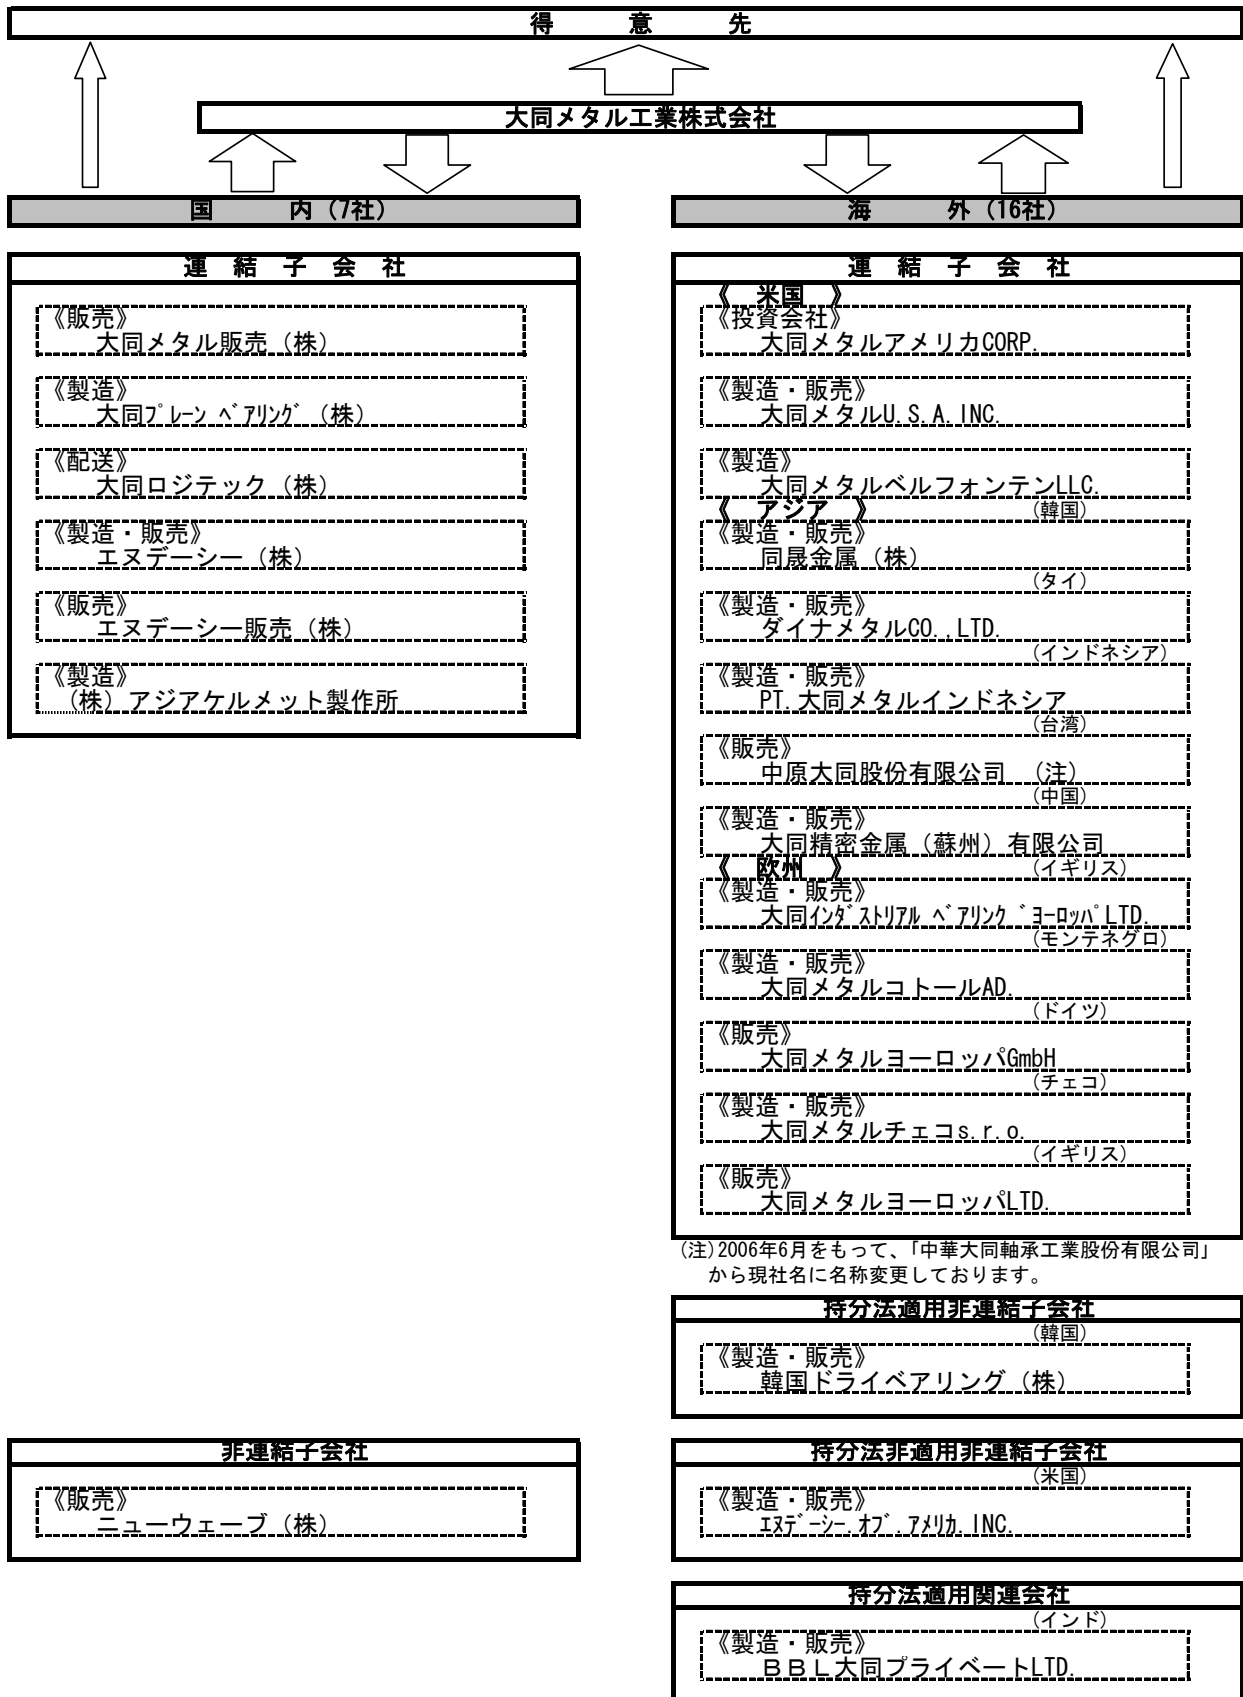 得　意　先
大同メタル工業株式会社
国　内（7社）
連　結　子　会　社
《販売》
大同メタル販売（株）
《製造》
大同ﾌﾟﾚｰﾝ ﾍﾞｱﾘﾝｸﾞ（株）
《配送》
大同ロジテック（株）
《製造・販売》
エヌデーシー（株）
《販売》
エヌデーシー販売（株）
《製造》
（株）アジアケルメット製作所
非連結子会社
《販売》
ニューウェーブ（株）
海　外（16社）
連　結　子　会　社
《　米国　》
《投資会社》
大同メタルアメリカCORP.
《製造・販売》
大同メタルU.S.A.INC.
《製造》
大同メタルベルフォンテンLLC.
《　アジア　》　（韓国）
《製造・販売》
同晟金属（株）
（タイ）
《製造・販売》
ダイナメタルCO.,LTD.
（インドネシア）
《製造・販売》
PT.大同メタルインドネシア
（台湾）
《販売》
中原大同股份有限公司　（注）
（中国）
《製造・販売》
大同精密金属（蘇州）有限公司
《　欧州　》　（イギリス）
《製造・販売》
大同ｲﾝﾀﾞｽﾄﾘｱﾙ ﾍﾞｱﾘﾝｸﾞﾖｰﾛｯﾊﾟLTD.
（モンテネグロ）
《製造・販売》
大同メタルコトールAD.
（ドイツ）
《販売》
大同メタルヨーロッパGmbH
（チェコ）
《製造・販売》
大同メタルチェコs.r.o.
（イギリス）
《販売》
大同メタルヨーロッパLTD.
（注）2006年6月をもって、「中華大同軸承工業股份有限公司」
から現社名に名称変更しております。
持分法適用非連結子会社
（韓国）
《製造・販売》
韓国ドライベアリング（株）
持分法非適用非連結子会社
（米国）
《製造・販売》
ｴﾇﾃﾞｰｼｰ.ｵﾌﾞ.ｱﾒﾘｶ.INC.
持分法適用関連会社
（インド）
《製造・販売》
ＢＢＬ大同プライベートLTD.